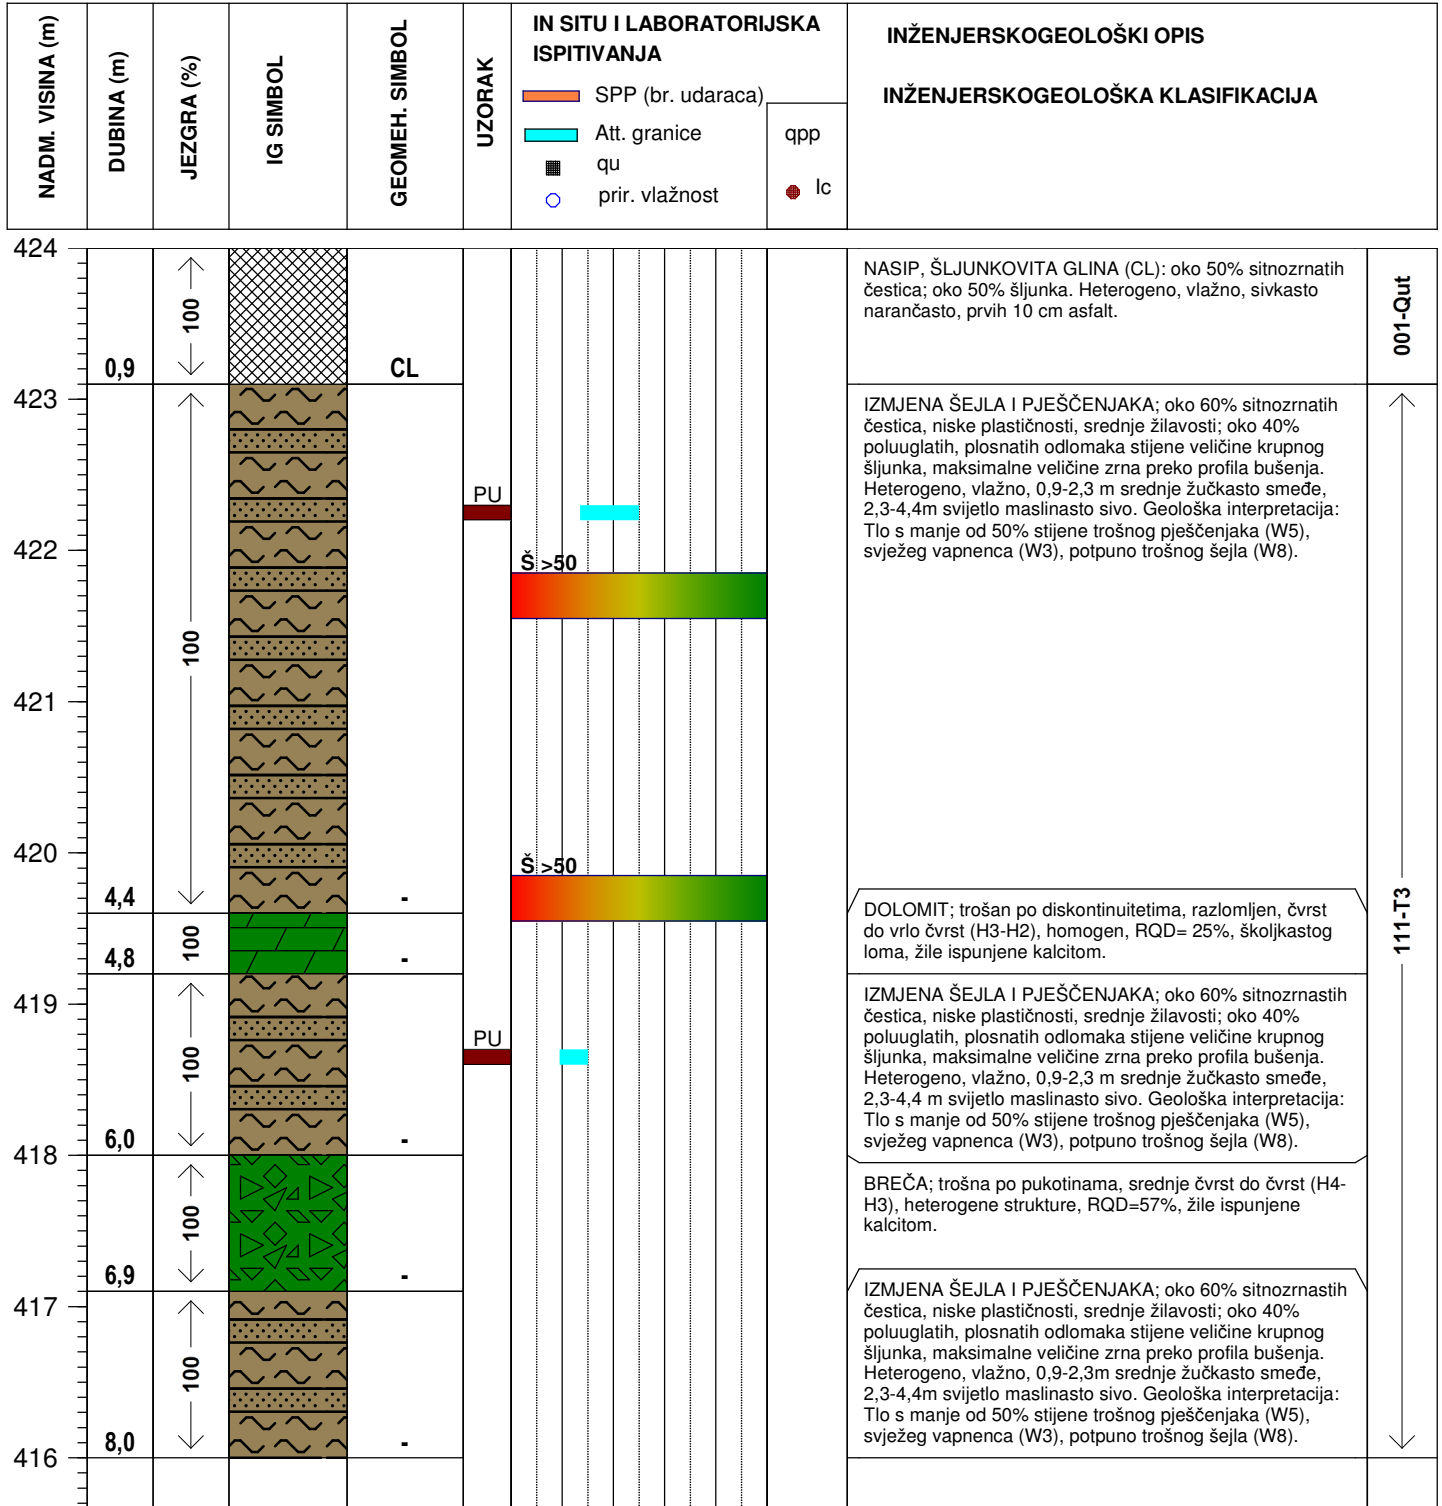 NADM. VISINA (m)
DUBINA (m)
JEZGRA (%)
IG SIMBOL
GEOMEH. SIMBOL
UZORAK
IN SITU I LABORATORIJSKA
ISPITIVANJA
SPP (br. udaraca)
Att. granice
qu
prir. vlažnost
qpp
Ic
INŽENJERSKOGEOLOŠKI OPIS
INŽENJERSKOGEOLOŠKA KLASIFIKACIJA
424
100
0,9
CL
NASIP, ŠLJUNKOVITA GLINA (CL): oko 50% sitnozrnatih
čestica; oko 50% šljunka. Heterogeno, vlažno, sivkasto
narančasto, prvih 10 cm asfalt.
001-Qut
423
IZMJENA ŠEJLA I PJEŠČENJAKA; oko 60% sitnozrnatih
čestica, niske plastičnosti, srednje žilavosti; oko 40%
poluuglatih, plosnatih odlomaka stijene veličine krupnog
šljunka, maksimalne veličine zrna preko profila bušenja.
Heterogeno, vlažno, 0,9-2,3 m srednje žučkasto smeđe,
2,3-4,4m svijetlo maslinasto sivo. Geološka interpretacija:
Tlo s manje od 50% stijene trošnog pješčenjaka (W5),
svježeg vapnenca (W3), potpuno trošnog šejla (W8).
PU
422
Š >50
100
421
420
Š >50
4,4
-
111-T3
DOLOMIT; trošan po diskontinuitetima, razlomljen, čvrst
do vrlo čvrst (H3-H2), homogen, RQD= 25%, školjkastog
loma, žile ispunjene kalcitom.
100
4,8
-
419
IZMJENA ŠEJLA I PJEŠČENJAKA; oko 60% sitnozrnastih
čestica, niske plastičnosti, srednje žilavosti; oko 40%
poluuglatih, plosnatih odlomaka stijene veličine krupnog
šljunka, maksimalne veličine zrna preko profila bušenja.
Heterogeno, vlažno, 0,9-2,3 m srednje žučkasto smeđe,
2,3-4,4 m svijetlo maslinasto sivo. Geološka interpretacija:
Tlo s manje od 50% stijene trošnog pješčenjaka (W5),
svježeg vapnenca (W3), potpuno trošnog šejla (W8).
PU
100
6,0
-
418
BREČA; trošna po pukotinama, srednje čvrst do čvrst (H4-
H3), heterogene strukture, RQD=57%, žile ispunjene
kalcitom.
100
6,9
-
417
IZMJENA ŠEJLA I PJEŠČENJAKA; oko 60% sitnozrnastih
čestica, niske plastičnosti, srednje žilavosti; oko 40%
poluuglatih, plosnatih odlomaka stijene veličine krupnog
šljunka, maksimalne veličine zrna preko profila bušenja.
Heterogeno, vlažno, 0,9-2,3m srednje žučkasto smeđe,
2,3-4,4m svijetlo maslinasto sivo. Geološka interpretacija:
Tlo s manje od 50% stijene trošnog pješčenjaka (W5),
svježeg vapnenca (W3), potpuno trošnog šejla (W8).
100
8,0
-
416